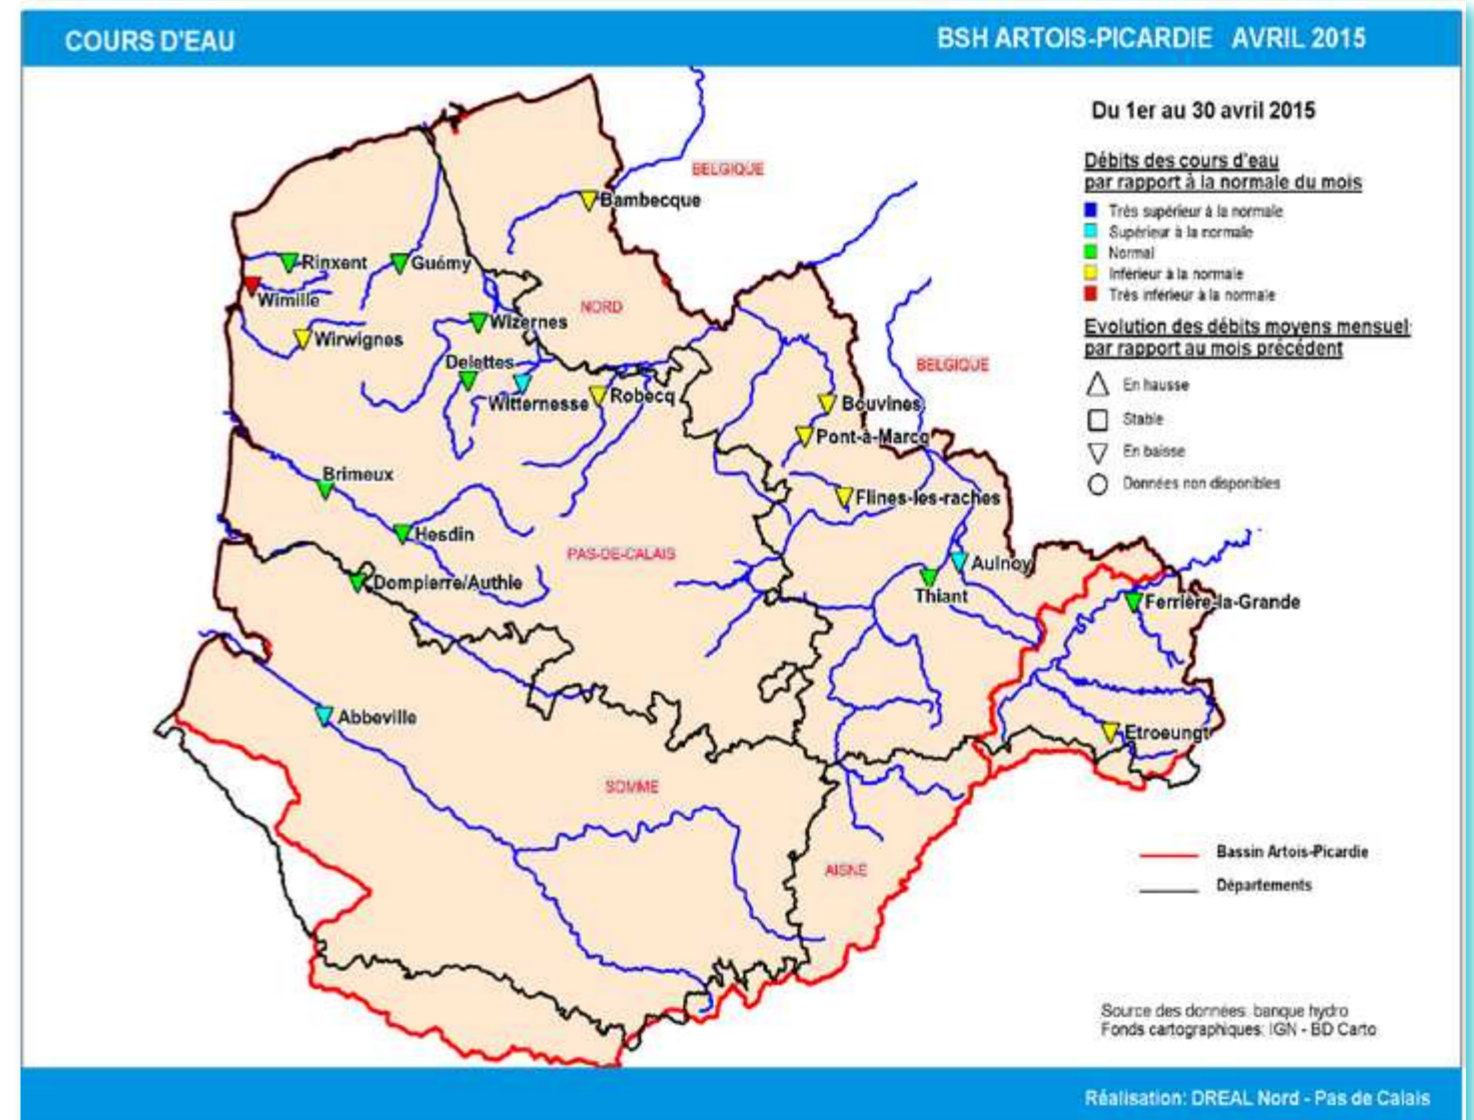 COURS D'EAU
BSH ARTOIS-PICARDIE AVRIL 2015
Du 1er au 30 avril 2015
Débits des cours d'eau
par rapport à la normale du mois
Très supérieur à la normale
Supérieur à la normale
Normal
Inférieur à la normale
Très inférieur à la normale
Evolution des débits moyens mensuel
par rapport au mois précédent
En hausse
Stable
En baisse
Données non disponibles
BELGIQUE
Bambecque
Rinxent
Guémy
Wimille
NORD
Wizernes
Wirwignes
Delettes
BELGIQUE
Witternesse
Robecq
Bouvines
Pont-à-Marcq
Brimeux
Flines-les-raches
Hesdin
PAS-DE-CALAIS
Aulnoy
Dompierre/Authie
Thiant
Ferrière-la-Grande
Abbeville
Etroeungt
SOMME
AISNE
Bassin Artois-Picardie
Départements
Source des données: banque hydro
Fonds cartographiques: IGN - BD Carto
Réalisation: DREAL Nord - Pas de Calais